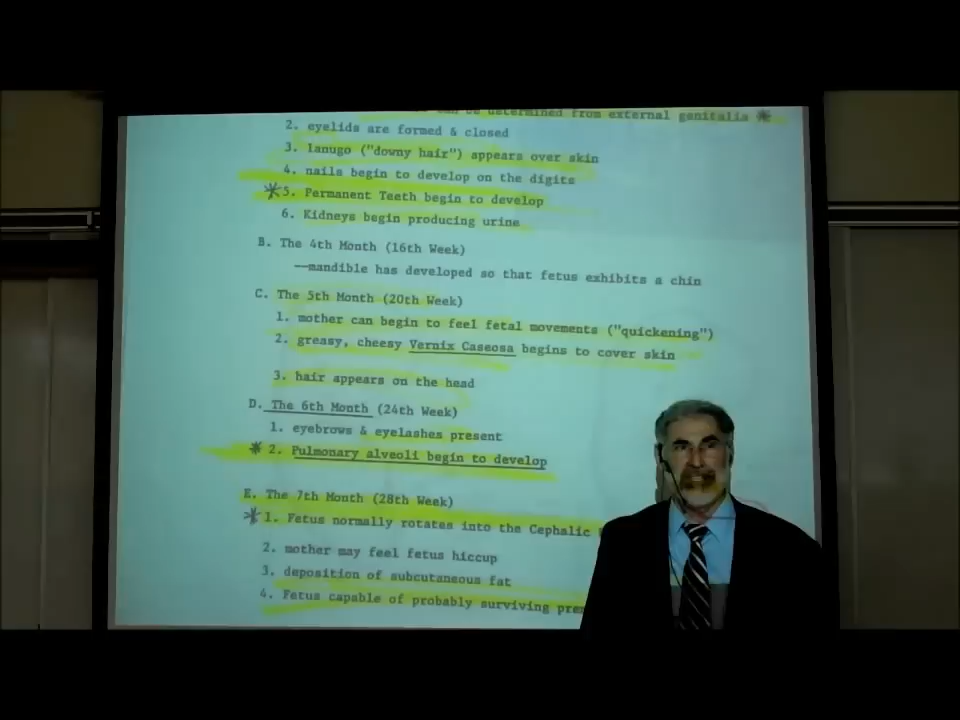 determined from external genitalia *
2. eyelids are formed & closed
3. lanugo ("downy hair") appears over skin
4. nails begin to develop on the digits
*5. Permanent Teeth begin to develop
6. Kidneys begin producing urine
B. The 4th Month (16th Week)
—mandible has developed so that fetus exhibits a chin
C. The 5th Month (20th Week)
1. mother can begin to feel fetal movements ("quickening")
2. greasy, cheesy Vernix Caseosa begins to cover skin
3. hair appears on the head
D. The 6th Month (24th Week)
1. eyebrows & eyelashes present
* 2. Pulmonary alveoli begin to develop
E. The 7th Month (28th Week)
* 1. Fetus normally rotates into the Cephalic
2. mother may feel fetus hiccup
3. deposition of subcutaneous fat
4. Fetus capable of probably surviving